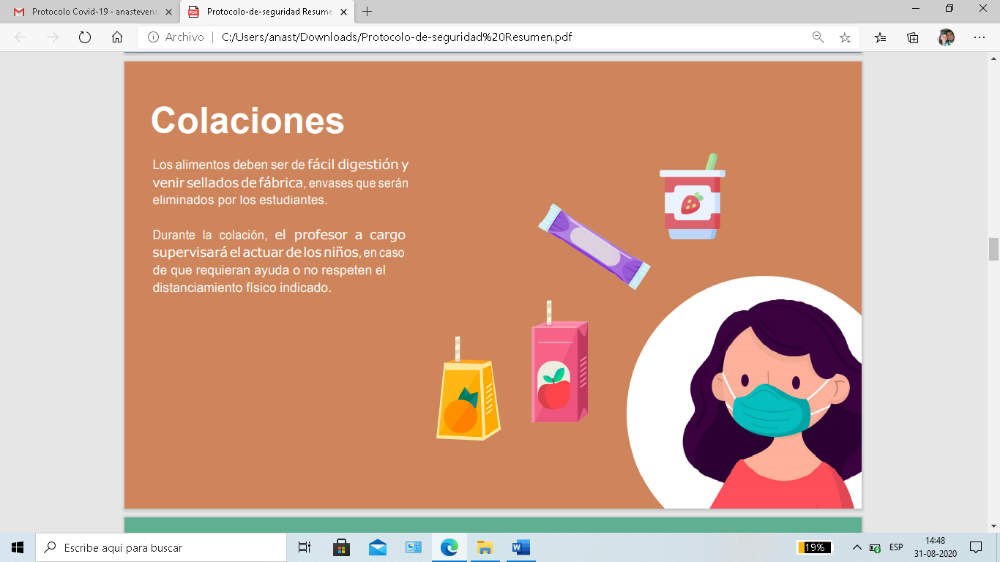 Protocolo Covid-19 - anastevens
Protocolo-de-seguridad Resume
Archivo
C:/Users/anast/Downloads/Protocolo-de-seguridad%20Resumen.pdf
Colaciones
Los alimentos deben ser de fácil digestión y
venir sellados de fábrica, envases que serán
eliminados por los estudiantes.
Durante la colación, el profesor a cargo
supervisará el actuar de los niños, en caso
de que requieran ayuda o no respeten el
distanciamiento físico indicado.
Escribe aquí para buscar
19%
ESP
14:48
31-08-2020